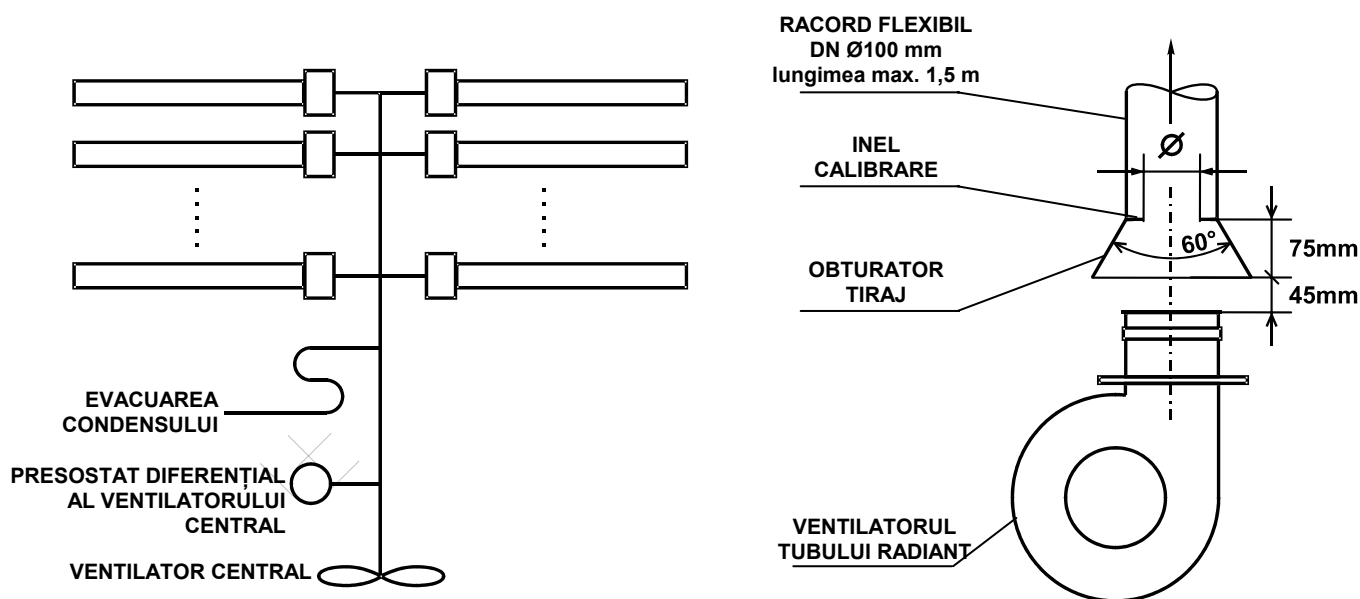 EVACUAREA
CONDENSULUI
PRESOSTAT DIFERENȚIAL
AL VENTILATORULUI
CENTRAL
VENTILATOR CENTRAL
RACORD FLEXIBIL
DN Ø100 mm
lungimea max. 1,5 m
Ø
INEL
CALIBRARE
60°
75mm
OBTURATOR
TIRAJ
45mm
VENTILATORUL
TUBULUI RADIANT